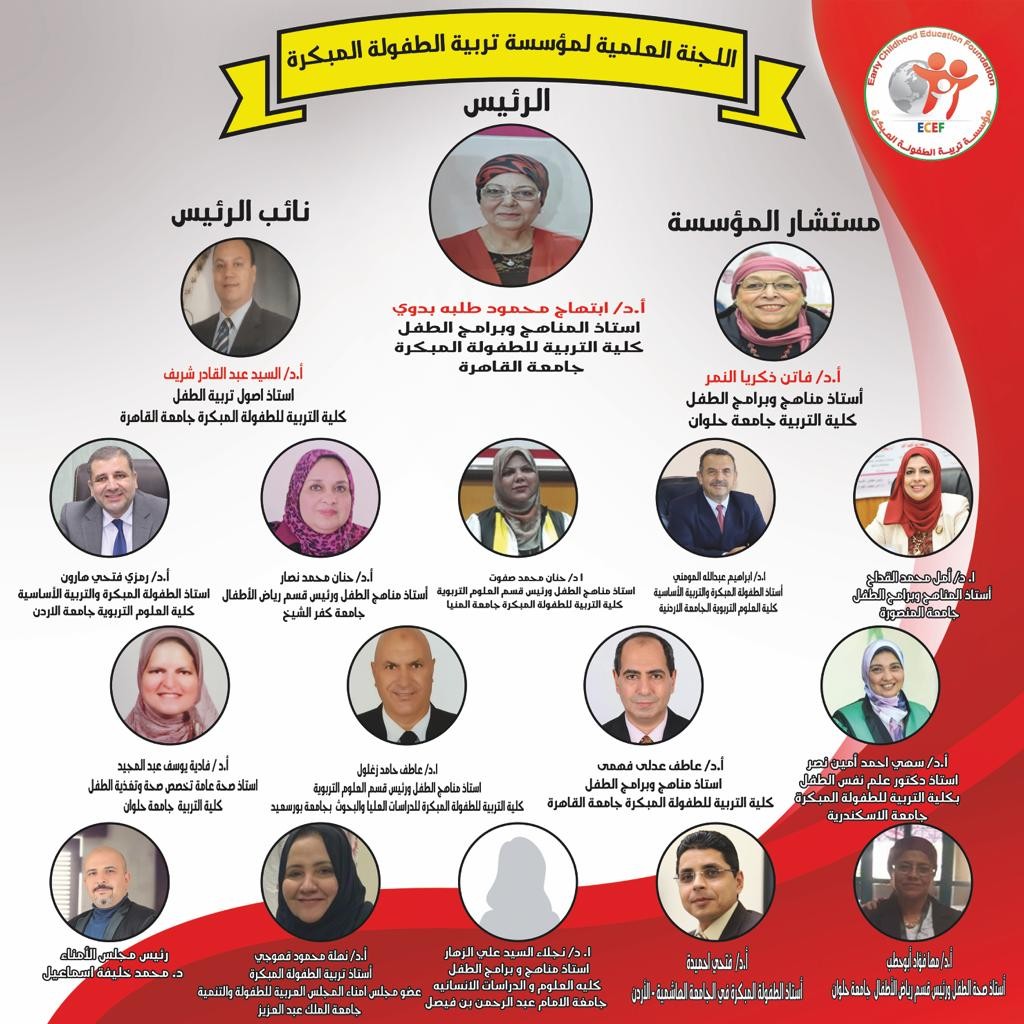 اللجنة العلمية لمؤسسة تربية الطفولة المبكرة
Early Childhood Education Foundation
ECEF
مؤسسة تربية الطفولة المبكرة
الرئيس
أ.د/ ابتهاج محمود طلبه بدوي
استاذ المناهج وبرامج الطفل
كلية التربية للطفولة المبكرة
جامعة القاهرة
مستشار المؤسسة
أ.د/ فاتن ذكريا النمر
أستاذ مناهج وبرامج الطفل
كلية التربية جامعة حلوان
نائب الرئيس
أ.د/ السيد عبد القادر شريف
استاذ اصول تربية الطفل
كلية التربية للطفولة المبكرة جامعة القاهرة
ا. د/ أمل محمد القداح
أستاذ المناهج وبرامج الطفل
جامعة المنصورة
ا.د/ ابراهيم عبدالله المومني
أستاذ الطفولة المبكرة والتربية الأساسية
كلية العلوم التربوية الجامعة الاردنية
ا د/ حنان محمد صفوت
استاذ مناهج الطفل ورئيس قسم العلوم التربوية
كلية التربية للطفولة المبكرة جامعة المنيا
أ.د/ حنان محمد نصار
أستاذ مناهج الطفل ورئيس قسم رياض الأطفال
جامعة كفر الشيخ
أ.د/ رمزي فتحي هارون
استاذ الطفولة المبكرة والتربية الأساسية
كلية العلوم التربوية جامعة الاردن
أ.د/ سهي احمد أمين نصر
استاذ دكتور علم نفس الطفل
بكلية التربية للطفولة المبكرة
جامعة الاسكندرية
أ.د/ عاطف عدلى فهمى
استاذ مناهج وبرامج الطفل
كلية التربية للطفولة المبكرة جامعة القاهرة
ا.د/ عاطف حامد زغلول
استاذ مناهج الطفل ورئيس قسم العلوم التربوية
كلية التربية للطفولة المبكرة للدراسات العليا والبحوث بجامعة بورسعيد
أ.د/ فادية يوسف عبد المجيد
استاذ صحة عامة تخصص صحة وتغذية الطفل
كلية التربية جامعة حلوان
أ.د/ مها فؤاد أبوحطب
أستاذ صحة الطفل ورئيس قسم رياض الأطفال جامعة حلوان
أ.د/ فتحي احميدة
أستاذ الطفولة المبكرة في الجامعة الهاشمية - الأردن
ا. د/ نجلاء السيد علي الزهار
استاذ مناهج و برامج الطفل
كليه العلوم و الدراسات الانسانيه
جامعة الامام عبد الرحمن بن فيصل
أ.د/ نهلة محمود قهوجي
أستاذ تربية الطفولة المبكرة
عضو مجلس امناء المجلس العربية للطفولة والتنمية
جامعة الملك عبد العزيز
رئيس مجلس الأمناء
د. محمد خليفة اسماعيل